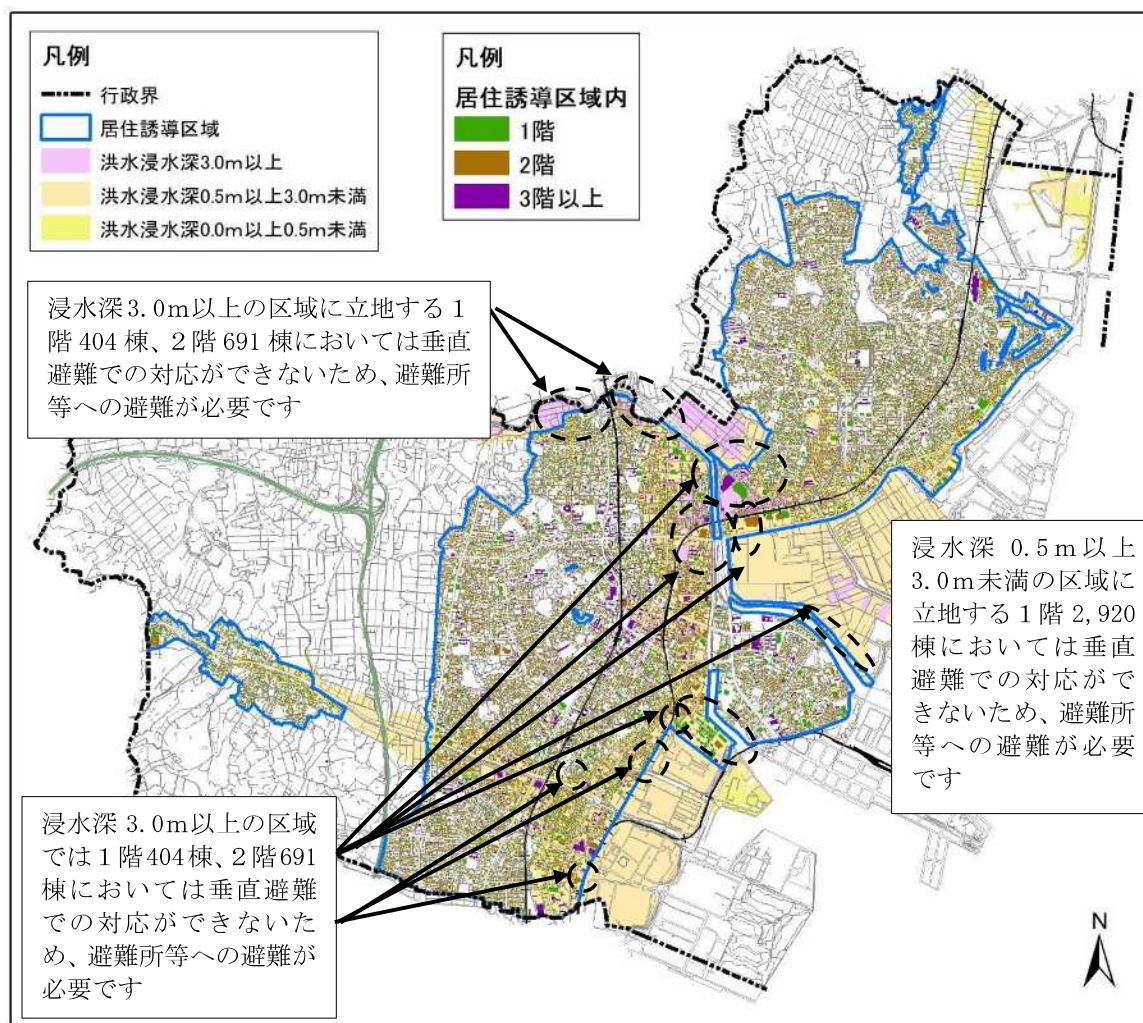 凡例
行政界
居住誘導区域
洪水浸水深3.0m以上
洪水浸水深0.5m以上3.0m未満
洪水浸水深0.0m以上0.5m未満
凡例
居住誘導区域内
1階
2階
3階以上
浸水深3.0m以上の区域に立地する1
階404棟、2階691棟においては垂直
避難での対応ができないため、避難所
等への避難が必要です
浸水深 0.5m以上
3.0m未満の区域に
立地する1階 2,920
棟においては垂直
避難での対応がで
きないため、避難所
等への避難が必要
です
浸水深 3.0m以上の区域
では1階404棟、2階691
棟においては垂直避難
での対応ができないた
め、避難所等への避難が
必要です
N